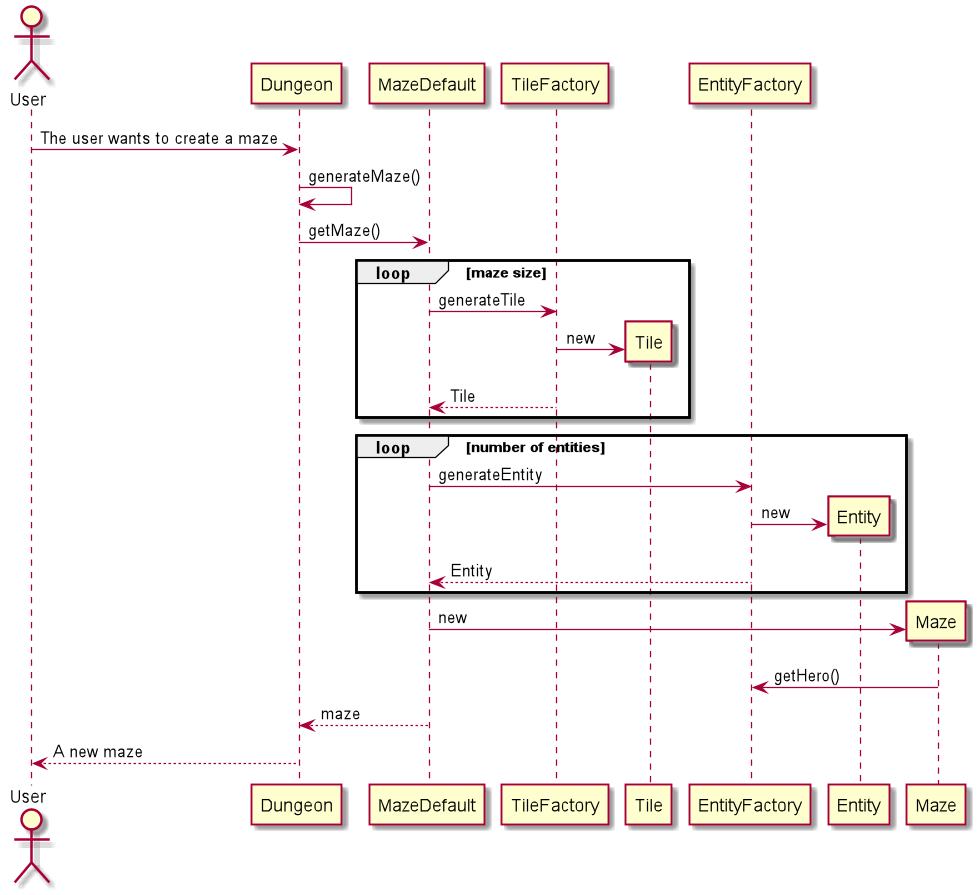 User
Dungeon
MazeDefault
TileFactory
EntityFactory
The user wants to create a maze
generateMaze()
getMaze()
loop
[maze size]
generateTile
new
Tile
Tile
loop
[number of entities]
generateEntity
new
Entity
Entity
new
Maze
getHero()
maze
A new maze
User
Dungeon
MazeDefault
TileFactory
Tile
EntityFactory
Entity
Maze